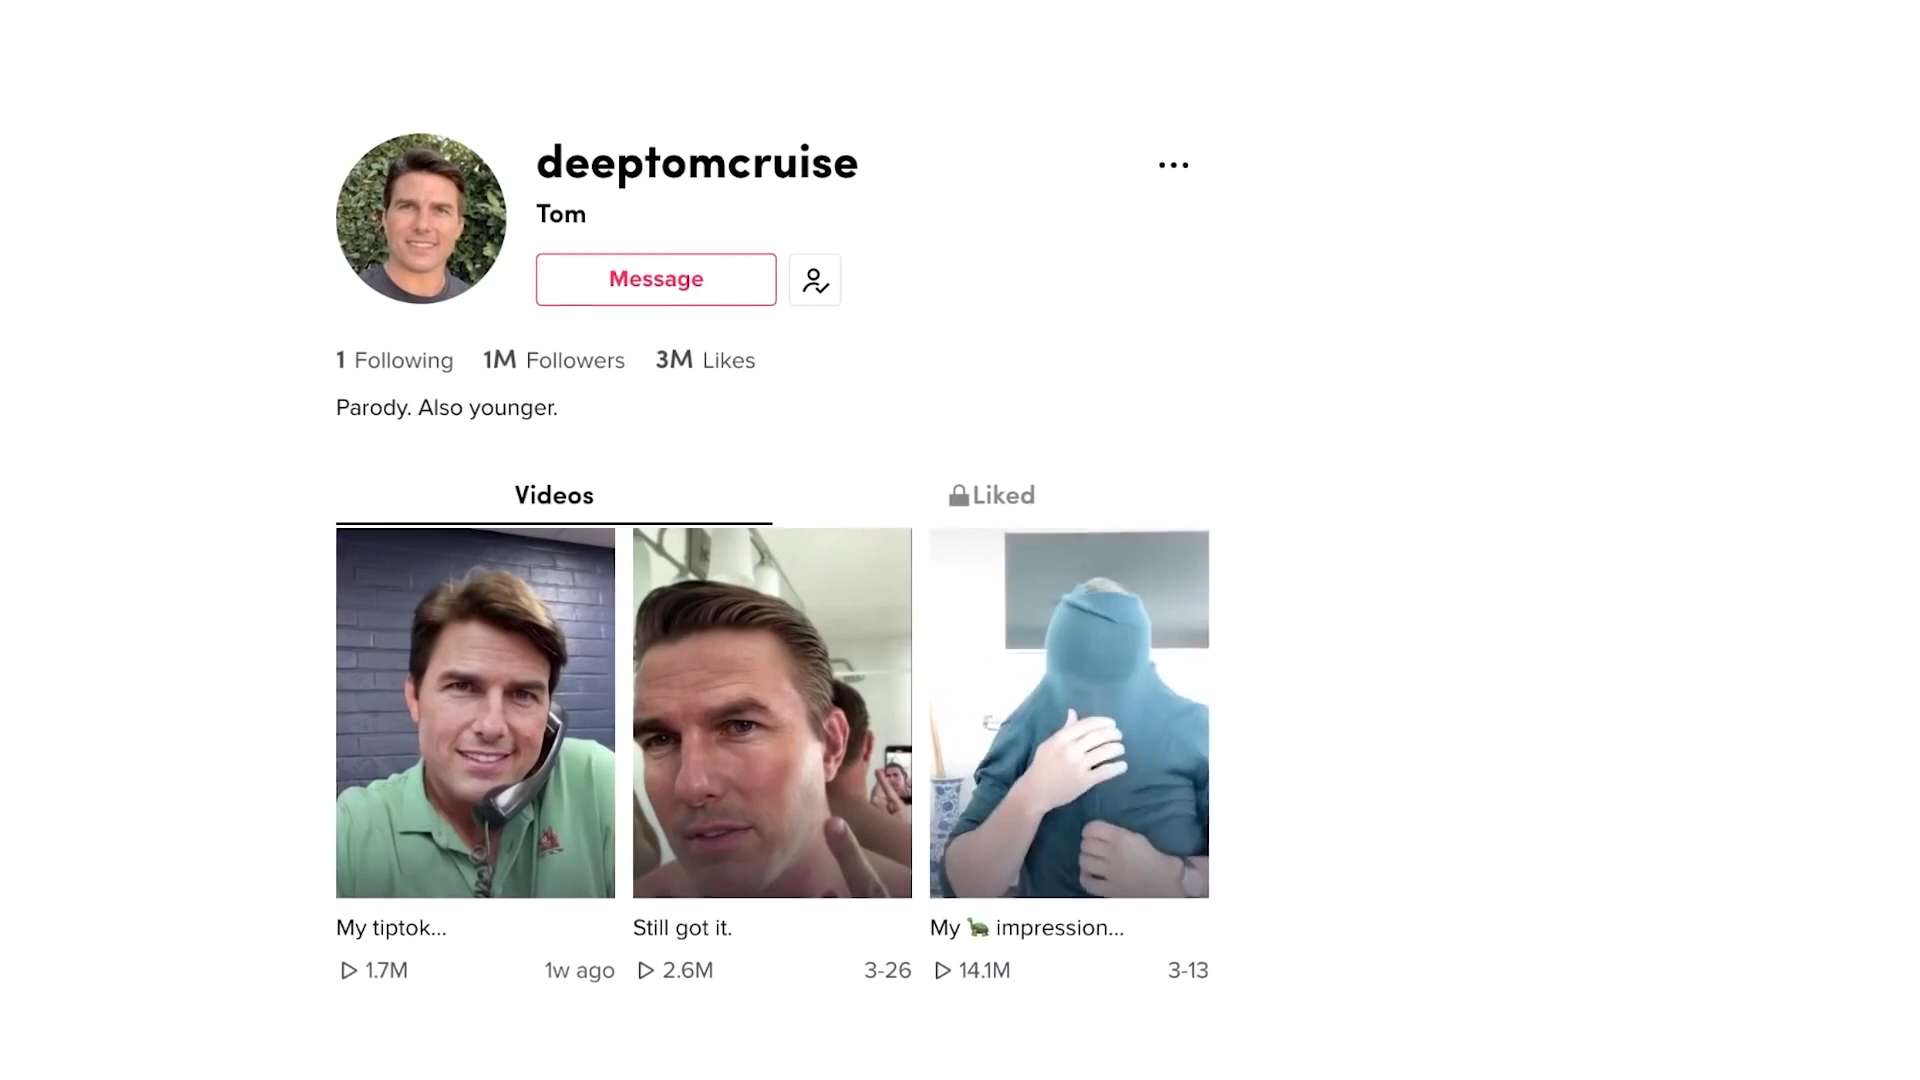 deeptomcruise
Tom
Message
1 Following 1M Followers 3M Likes
Parody. Also younger.
Videos
Liked
My tiptok...
1.7M 1w ago
Still got it.
2.6M 3-26
My 🐢 impression...
14.1M 3-13